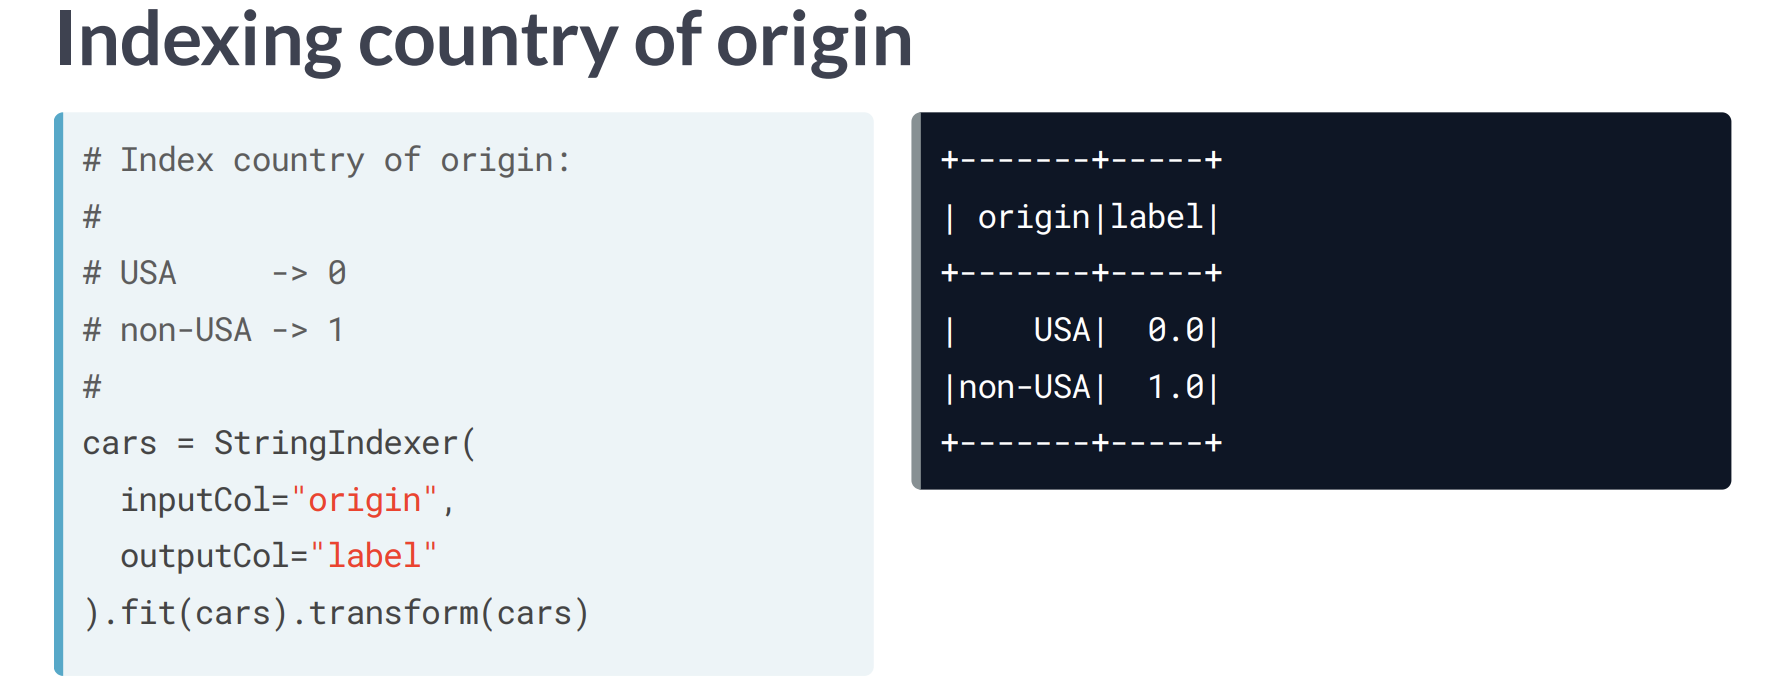 Indexing country of origin
# Index country of origin:
#
# USA     -> 0
# non-USA -> 1
#
cars = StringIndexer(
  inputCol="origin",
  outputCol="label"
).fit(cars).transform(cars)
+-------+-----+
| origin|label|
+-------+-----+
|    USA|  0.0|
|non-USA|  1.0|
+-------+-----+